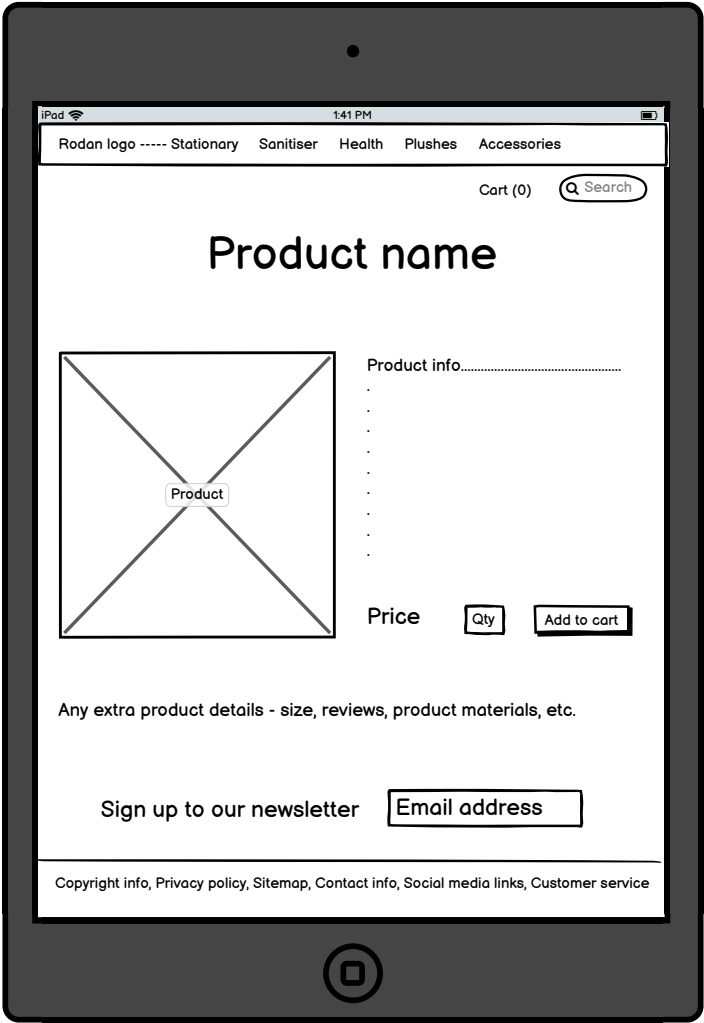 iPad 1:41 PM
Rodan logo ----- Stationary Sanitiser Health Plushes Accessories
Cart (0) Search
Product name
Product info................................................
.
.
.
.
.
.
.
.
.
Product
Price Qty Add to cart
Any extra product details - size, reviews, product materials, etc.
Sign up to our newsletter Email address
Copyright info, Privacy policy, Sitemap, Contact info, Social media links, Customer service